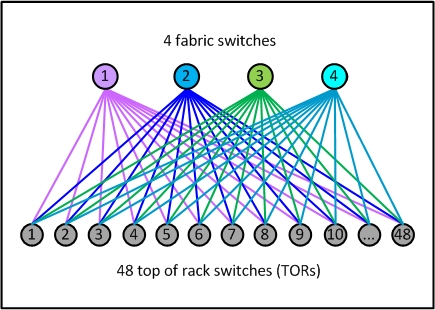 4 fabric switches
1 2 3 4
1 2 3 4 5 6 7 8 9 10 ... 48
48 top of rack switches (TORs)